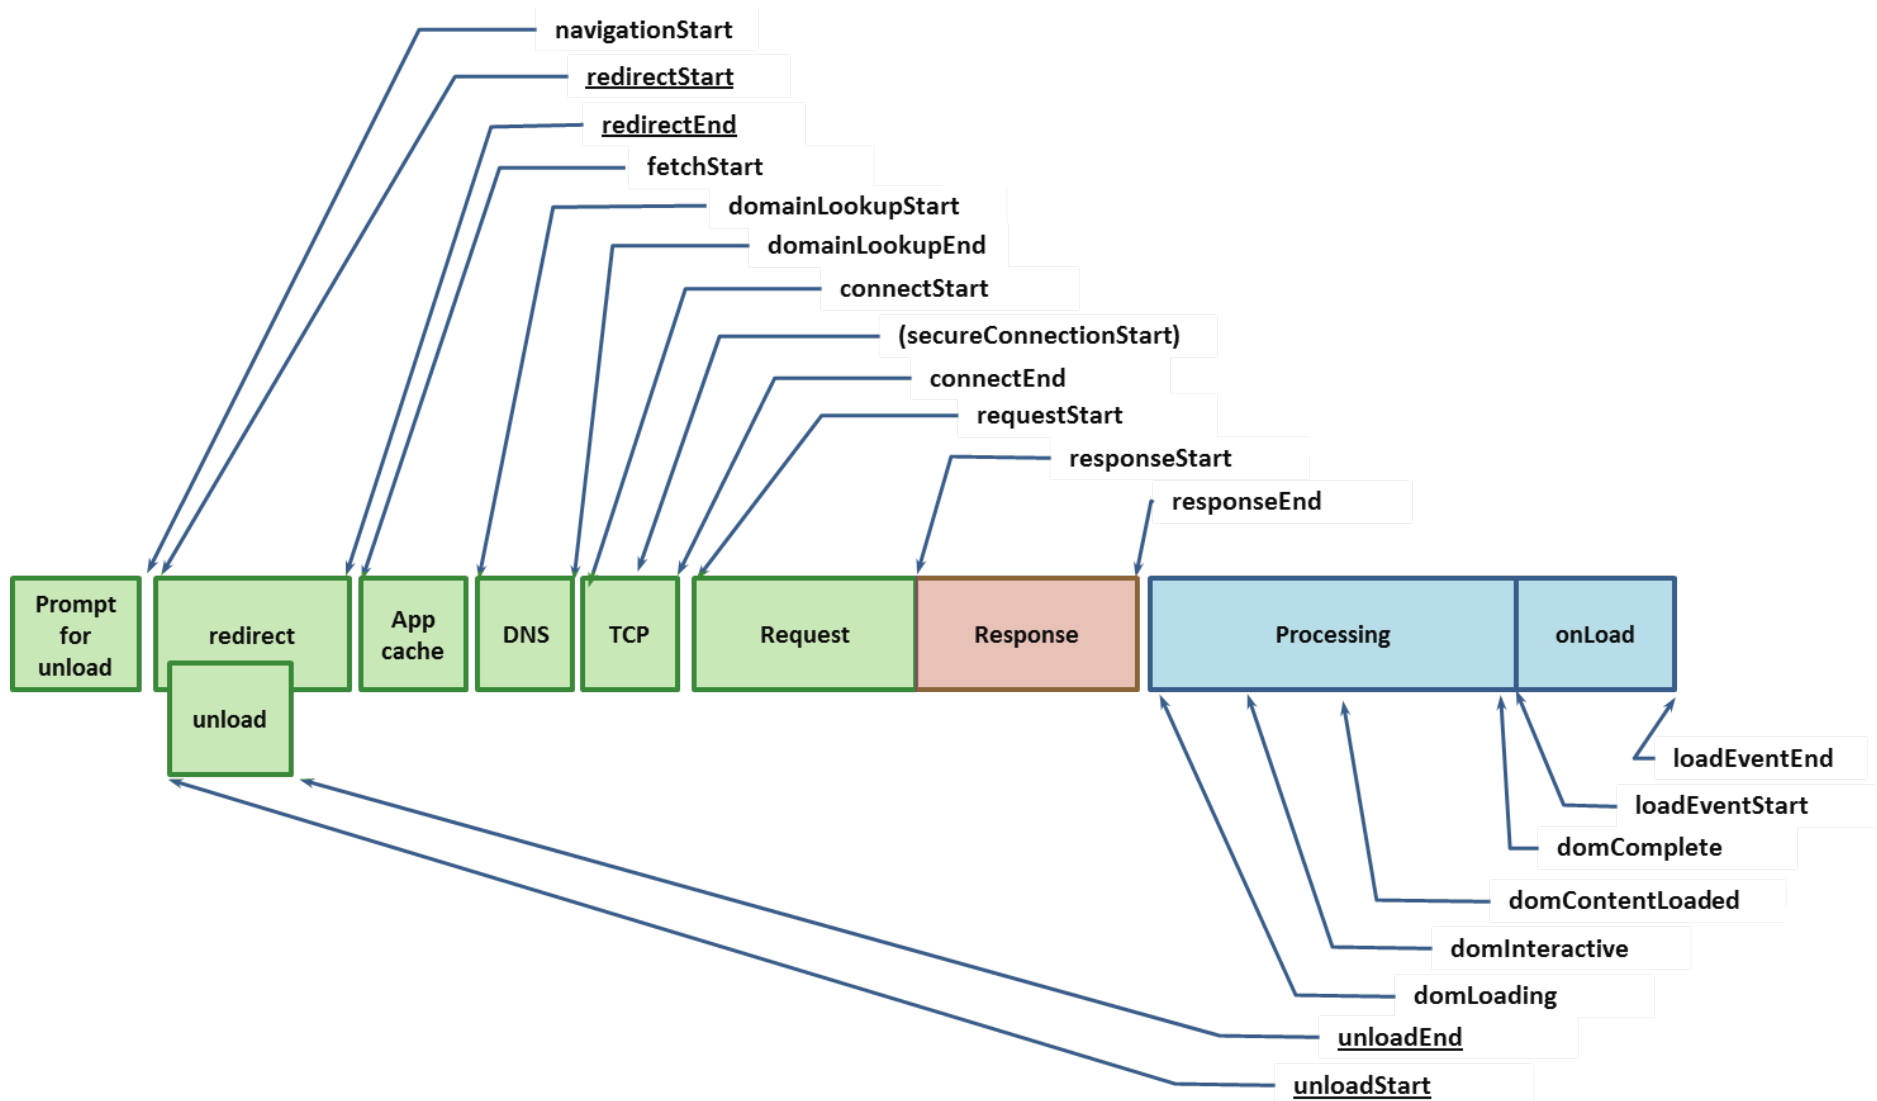 navigationStart
redirectStart
redirectEnd
fetchStart
domainLookupStart
domainLookupEnd
connectStart
(secureConnectionStart)
connectEnd
requestStart
responseStart
responseEnd
Prompt
for
unload
redirect
unload
App
cache
DNS
TCP
Request
Response
Processing
onLoad
loadEventEnd
loadEventStart
domComplete
domContentLoaded
domInteractive
domLoading
unloadEnd
unloadStart